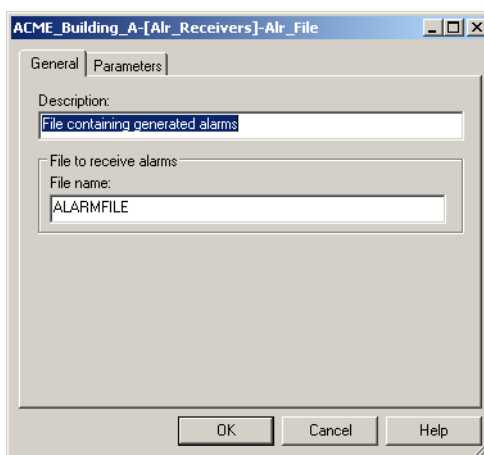 ACME_Building_A-[Alr_Receivers]-Alr_File
General Parameters
Description:
File containing generated alarms
File to receive alarms
File name:
ALARMFILE
OK Cancel Help